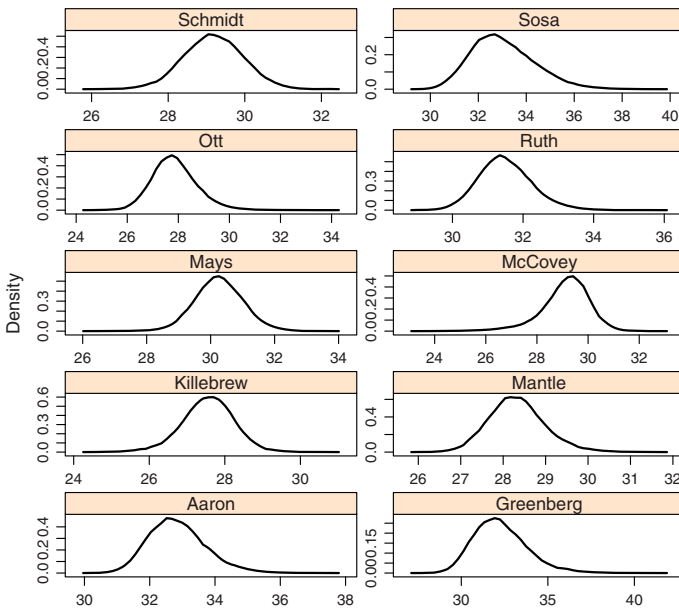 Schmidt
Sosa
0.0 0.2 0.4
0.0 0.2
26 28 30 32
30 32 34 36 38 40
Ott
Ruth
0.0 0.2 0.4
0.0 0.3
24 26 28 30 32 34
30 32 34 36
Mays
McCovey
Density
0.0 0.3
0.0 0.2 0.4
26 28 30 32 34
24 26 28 30 32
Killebrew
Mantle
0.0 0.3 0.6
0.0 0.4
24 26 28 30
26 27 28 29 30 31 32
Aaron
Greenberg
0.0 0.2 0.4
0.00 0.15
30 32 34 36 38
30 35 40